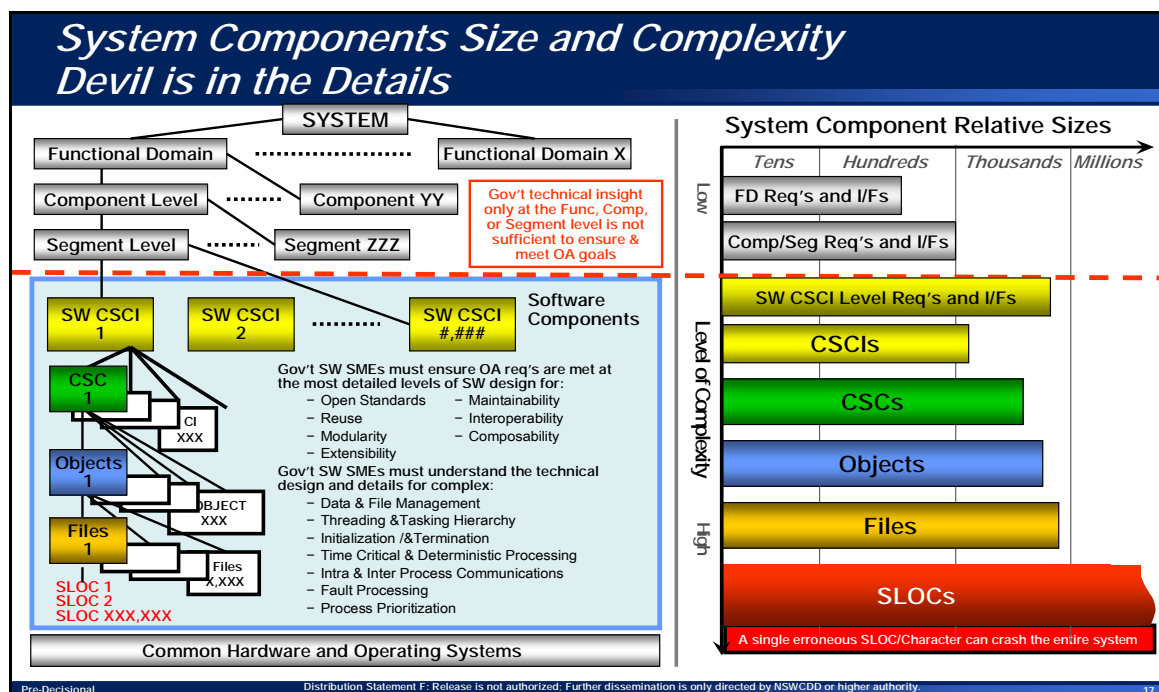 System Components Size and Complexity
Devil is in the Details
SYSTEM
Functional Domain
Functional Domain X
Component Level
Component YY
Segment Level
Segment ZZZ
Gov't technical insight
only at the Func, Comp,
or Segment level is not
sufficient to ensure &
meet OA goals
SW CSCI
1
SW CSCI
2
SW CSCI
#,###
Software
Components
CSC
1
CI
XXX
Objects
1
OBJECT
XXX
Files
1
Files
X,XXX
SLOC 1
SLOC 2
SLOC XXX,XXX
Gov't SW SMEs must ensure OA req's are met at
the most detailed levels of SW design for:
– Open Standards
– Reuse
– Modularity
– Extensibility
– Maintainability
– Interoperability
– Composability
Gov't SW SMEs must understand the technical
design and details for complex:
– Data & File Management
– Threading &Tasking Hierarchy
– Initialization /&Termination
– Time Critical & Deterministic Processing
– Intra & Inter Process Communications
– Fault Processing
– Process Prioritization
Common Hardware and Operating Systems
System Component Relative Sizes
Tens
Hundreds
Thousands
Millions
Low
Level of Complexity
High
FD Req's and I/Fs
Comp/Seg Req's and I/Fs
SW CSCI Level Req's and I/Fs
CSCIs
CSCs
Objects
Files
SLOCs
A single erroneous SLOC/Character can crash the entire system
Pre-Decisional
Distribution Statement F: Release is not authorized; Further dissemination is only directed by NSWCDD or higher authority.
17